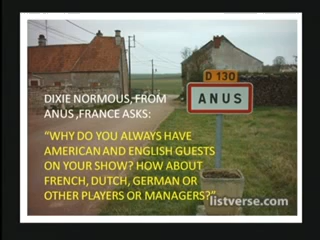 D 130
ANUS
DIXIE NORMOUS, FROM
ANUS ,FRANCE ASKS:
"WHY DO YOU ALWAYS HAVE
AMERICAN AND ENGLISH GUESTS
ON YOUR SHOW? HOW ABOUT
FRENCH, DUTCH, GERMAN OR
OTHER PLAYERS OR MANAGERS?"
listverse.com